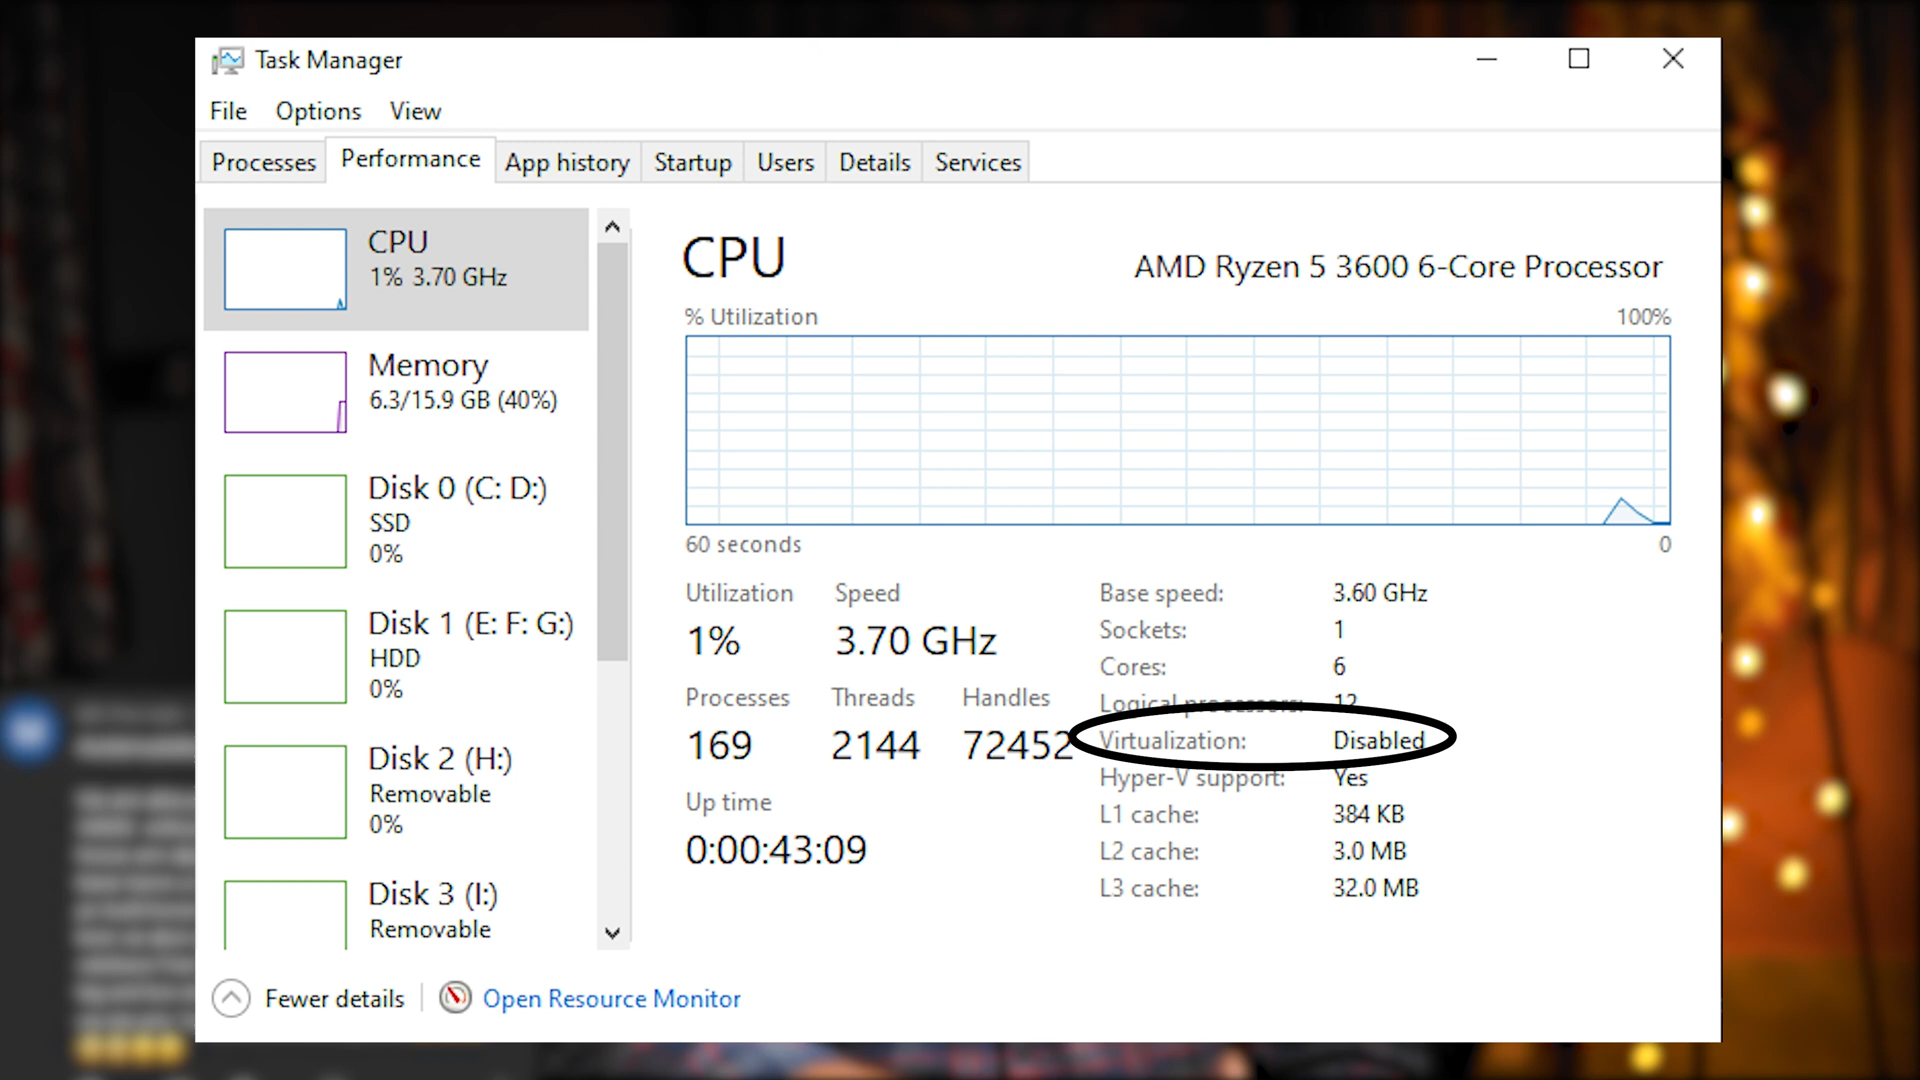 Task Manager
File Options View
Processes Performance App history Startup Users Details Services
CPU
1% 3.70 GHz
Memory
6.3/15.9 GB (40%)
Disk 0 (C: D:)
SSD
0%
Disk 1 (E: F: G:)
HDD
0%
Disk 2 (H:)
Removable
0%
Disk 3 (I:)
Removable
CPU
AMD Ryzen 5 3600 6-Core Processor
% Utilization 100%
60 seconds 0
Utilization Speed
1% 3.70 GHz
Processes Threads Handles
169 2144 72452
Up time
0:00:43:09
Base speed: 3.60 GHz
Sockets: 1
Cores: 6
Logical processors: 12
Virtualization: Disabled
Hyper-V support: Yes
L1 cache: 384 KB
L2 cache: 3.0 MB
L3 cache: 32.0 MB
Fewer details Open Resource Monitor